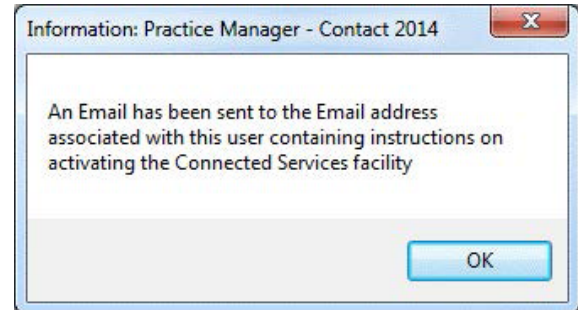 Information: Practice Manager - Contact 2014
An Email has been sent to the Email address
associated with this user containing instructions on
activating the Connected Services facility
OK